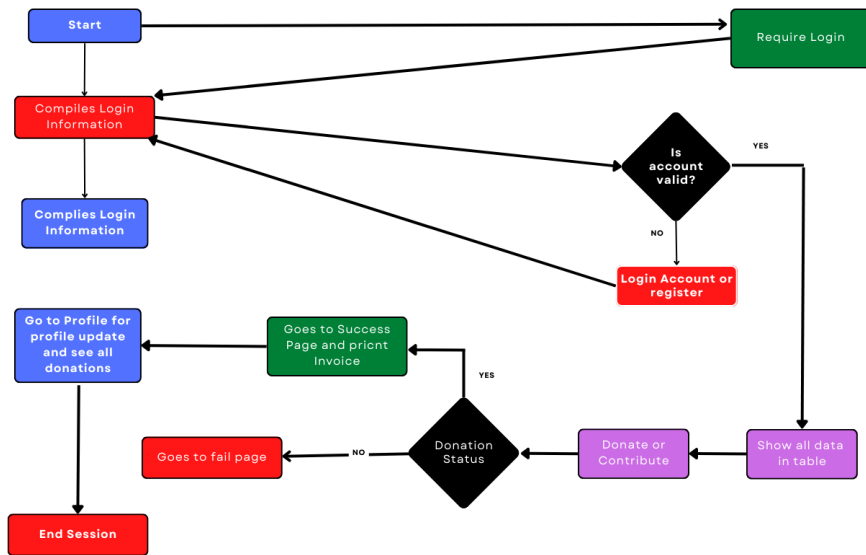 Start
Require Login
Compiles Login
Information
Is
account
valid?
YES
Complies Login
Information
NO
Login Account or
register
Go to Profile for
profile update
and see all
donations
Goes to Success
Page and pricnt
Invoice
YES
Donation
Status
NO
Goes to fail page
Donate or
Contribute
Show all data
in table
End Session